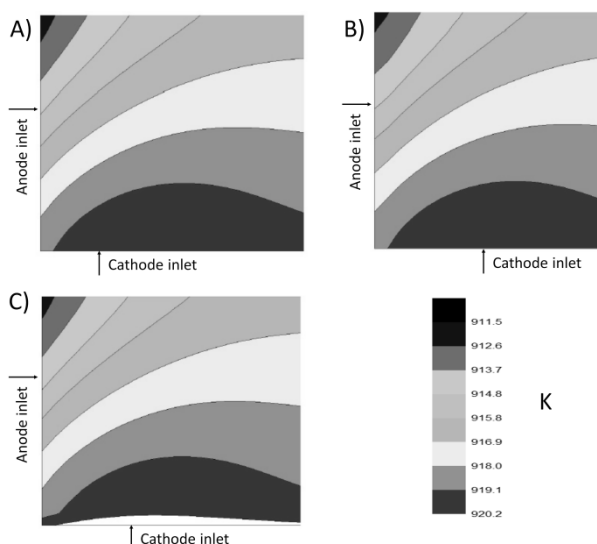 A)
Anode inlet
Cathode inlet
B)
Anode inlet
Cathode inlet
C)
Anode inlet
Cathode inlet
911.5
912.6
913.7
914.8
915.8
916.9
918.0
919.1
920.2
K